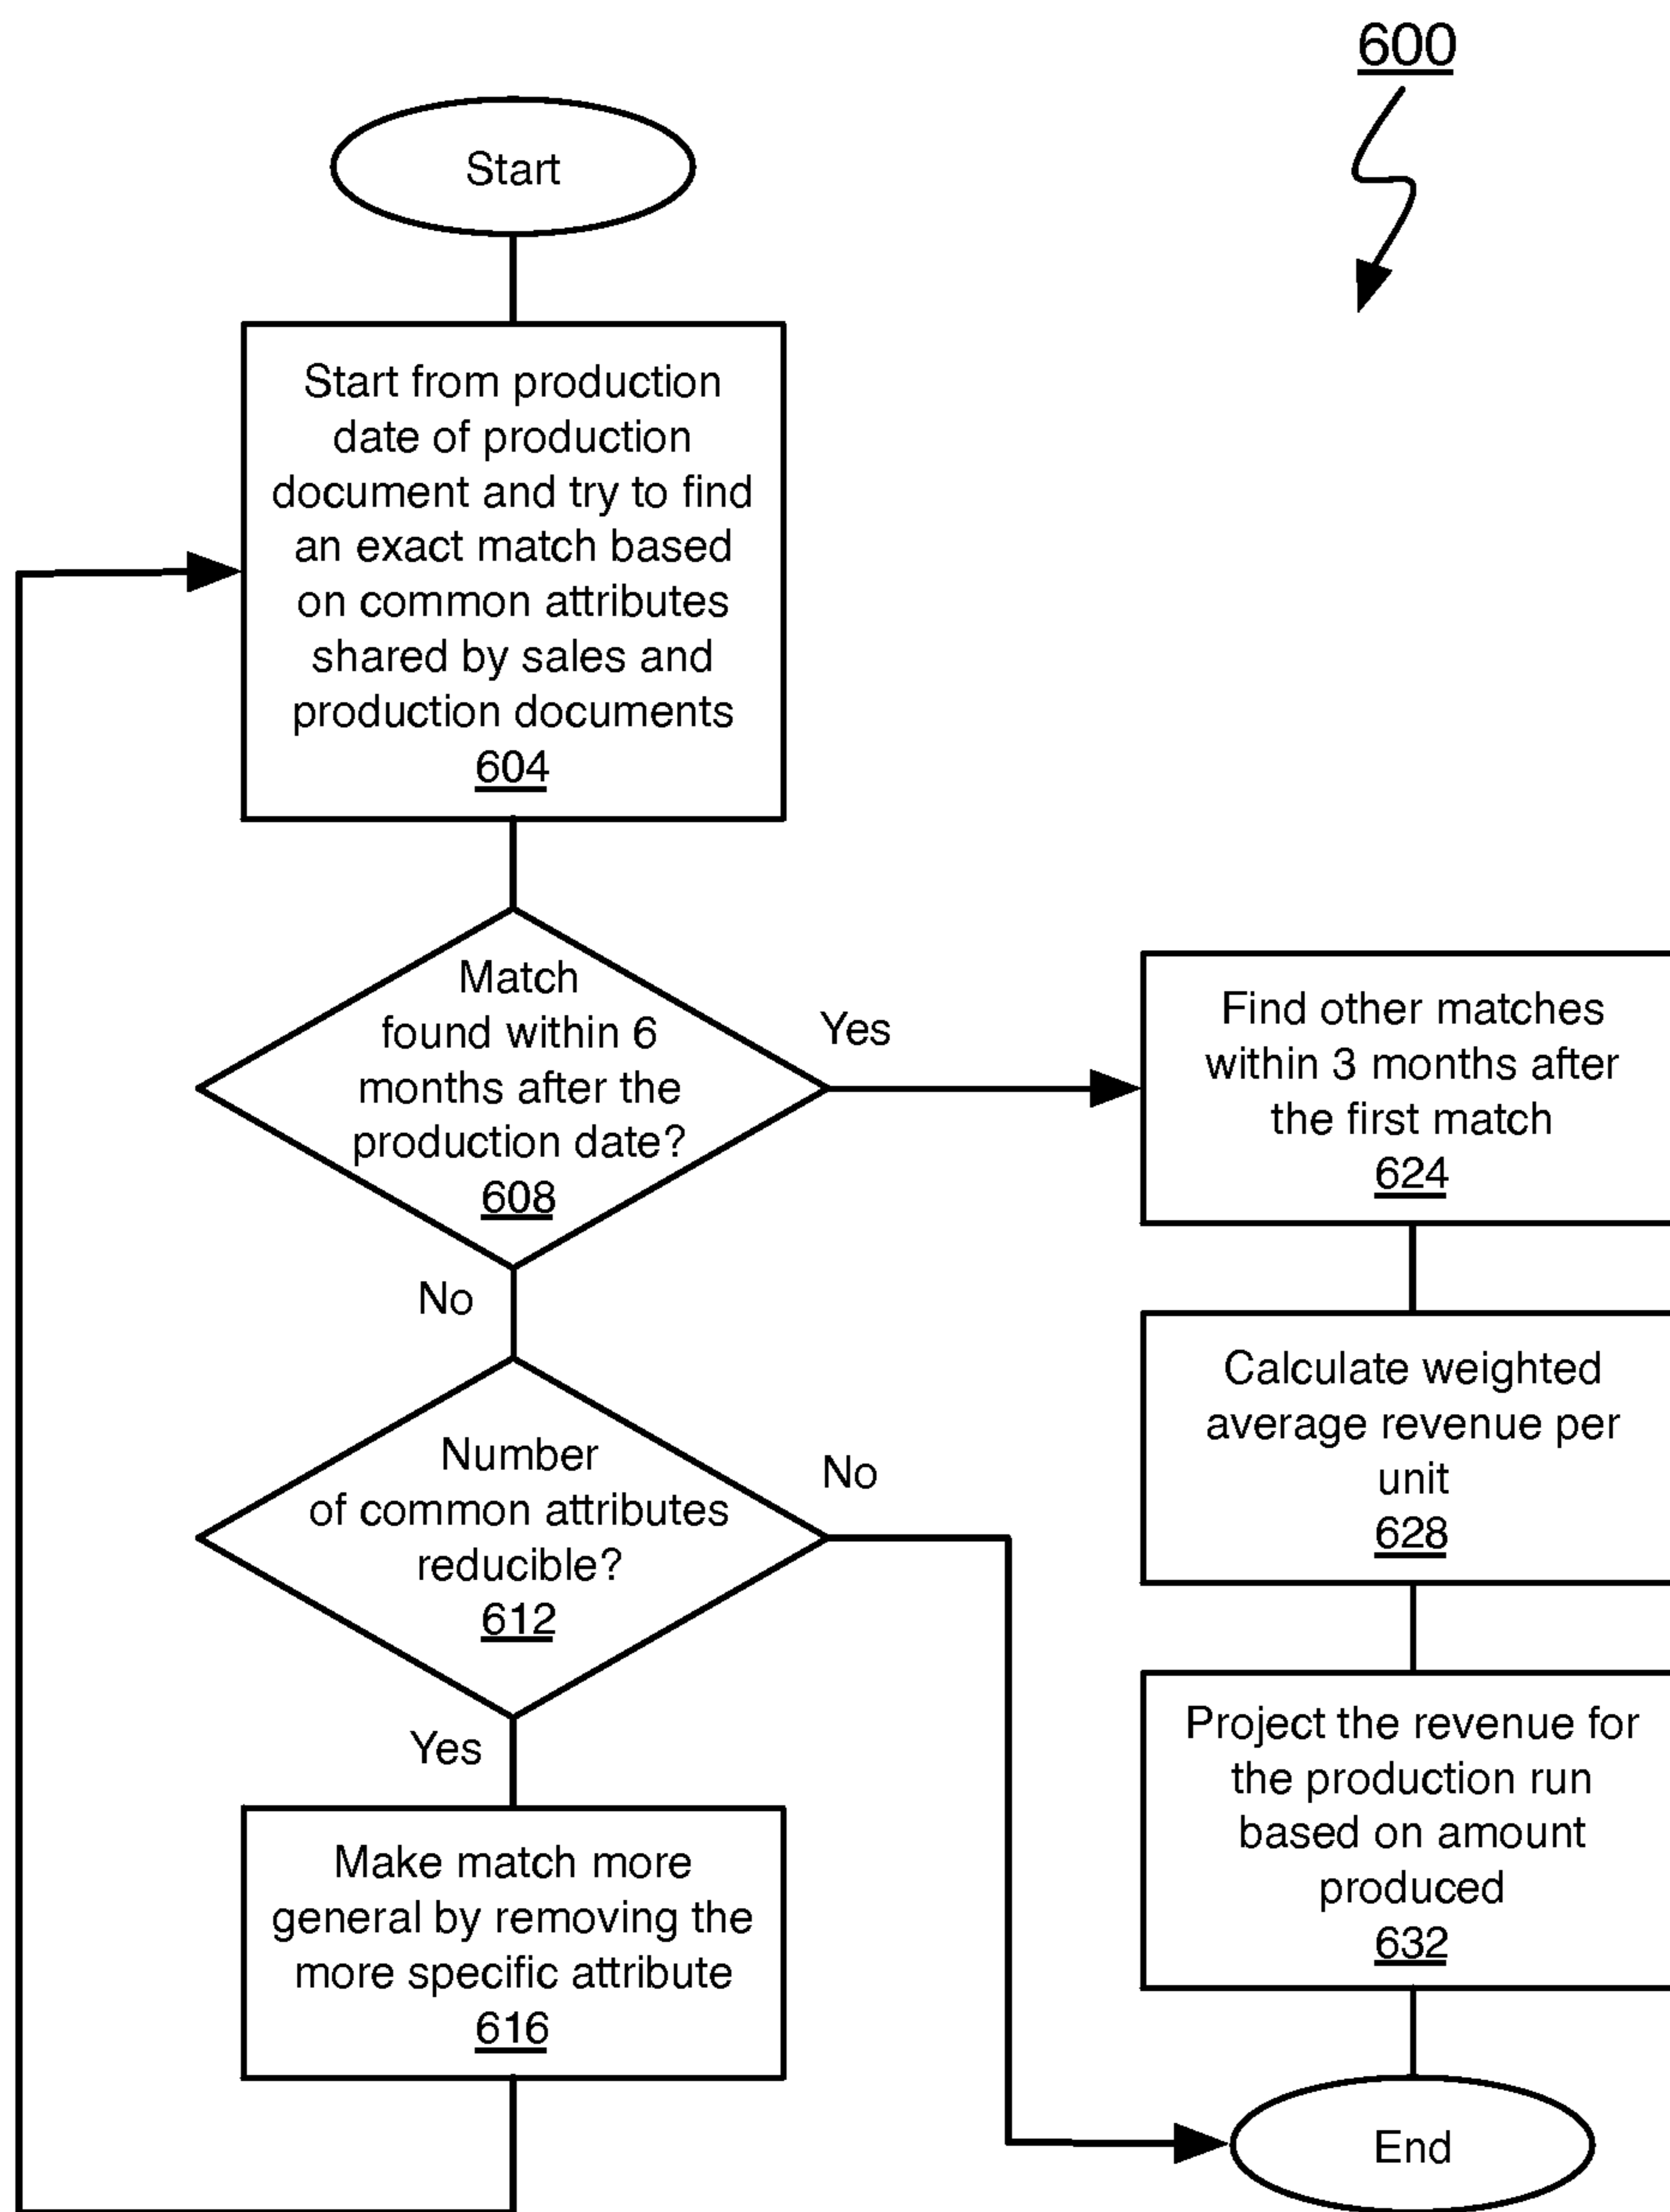 600
Start
Start from production
date of production
document and try to find
an exact match based
on common attributes
shared by sales and
production documents
604
Match
found within 6
months after the
production date?
608
Yes
No
Find other matches
within 3 months after
the first match
624
Number
of common attributes
reducible?
612
No
Yes
Calculate weighted
average revenue per
unit
628
Make match more
general by removing the
more specific attribute
616
Project the revenue for
the production run
based on amount
produced
632
End